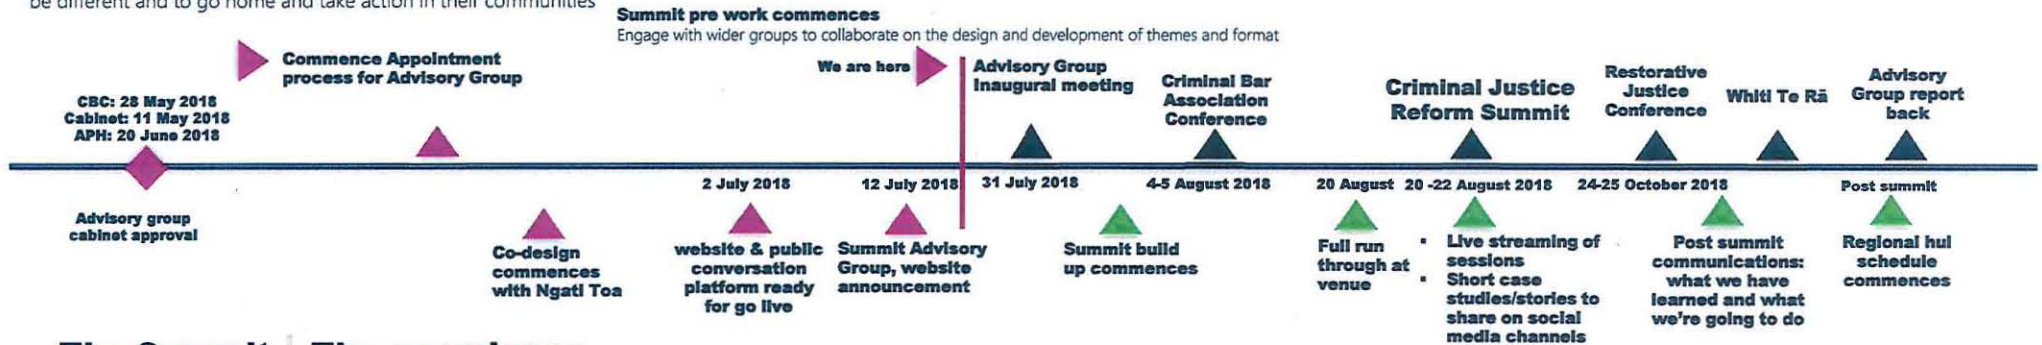 be different and to go home and take action in their communities
Summit pre work commences
Engage with wider groups to collaborate on the design and development of themes and format
Commence Appointment
process for Advisory Group
We are here
Advisory Group
Inaugural meeting
Criminal Bar
Association
Conference
Criminal Justice
Reform Summit
Restorative
Justice
Conference
Whiti Te Rā
Advisory
Group report
back
CBC: 28 May 2018
Cabinet: 11 May 2018
APH: 20 June 2018
2 July 2018
12 July 2018
31 July 2018
4-5 August 2018
20 August
20 -22 August 2018
24-25 October 2018
Post summit
Advisory group
cabinet approval
Co-design
commences
with Ngati Toa
website & public
conversation
platform ready
for go live
Summit Advisory
Group, website
announcement
Summit build
up commences
Full run
through at
venue
▪ Live streaming of
sessions
▪ Short case
studies/stories to
share on social
media channels
Post summit
communications:
what we have
learned and what
we're going to do
Regional hui
schedule
commences